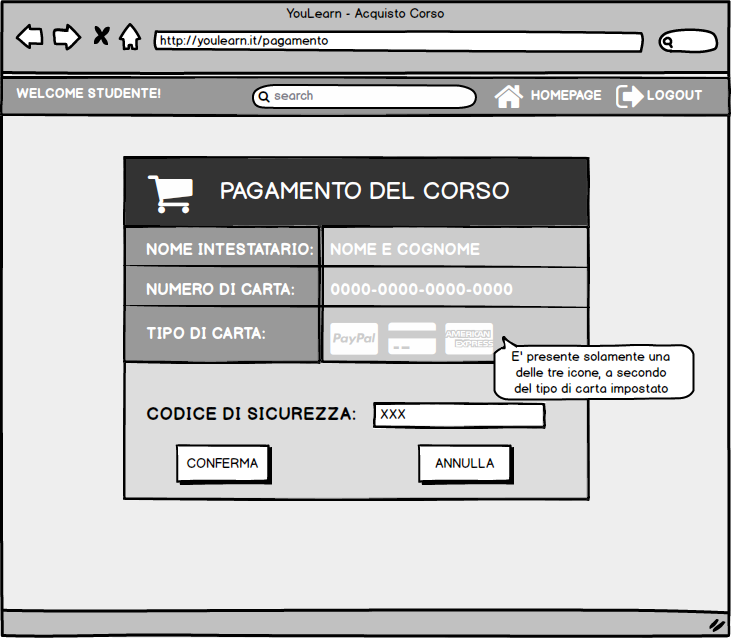 YouLearn - Acquisto Corso
http://youlearn.it/pagamento
WELCOME STUDENTE!
search
HOMEPAGE
LOGOUT
PAGAMENTO DEL CORSO
NOME INTESTATARIO:
NOME E COGNOME
NUMERO DI CARTA:
0000-0000-0000-0000
TIPO DI CARTA:
PayPal
AMERICAN
EXPRESS
E' presente solamente una
delle tre icone, a secondo
del tipo di carta impostato
CODICE DI SICUREZZA:
XXX
CONFERMA
ANNULLA